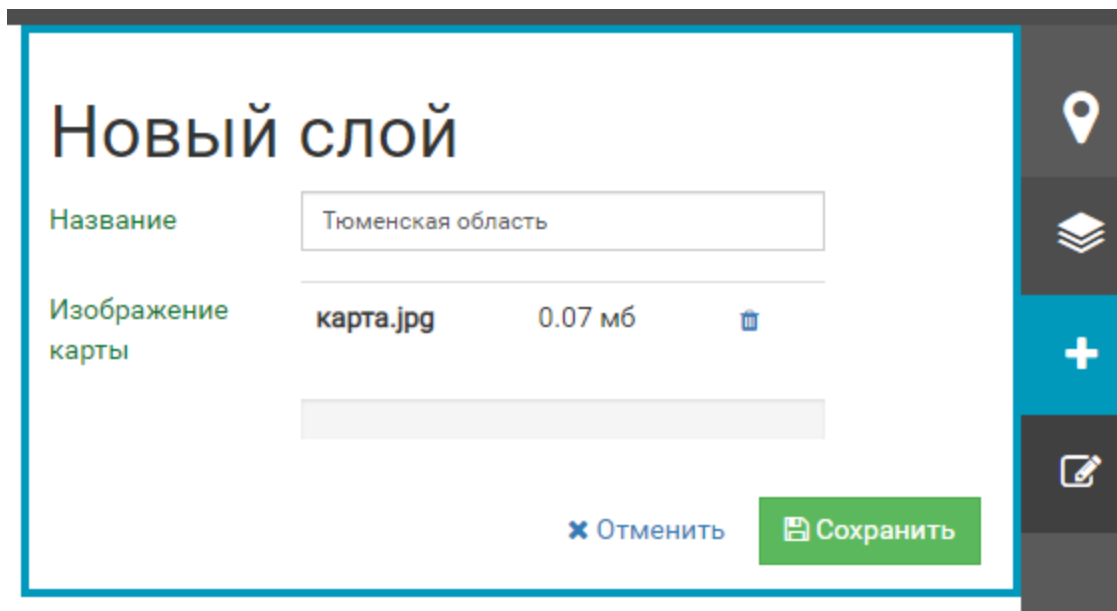 Новый слой
Название
Тюменская область
Изображение
карты
карта.jpg 0.07 мб
Отменить
Сохранить